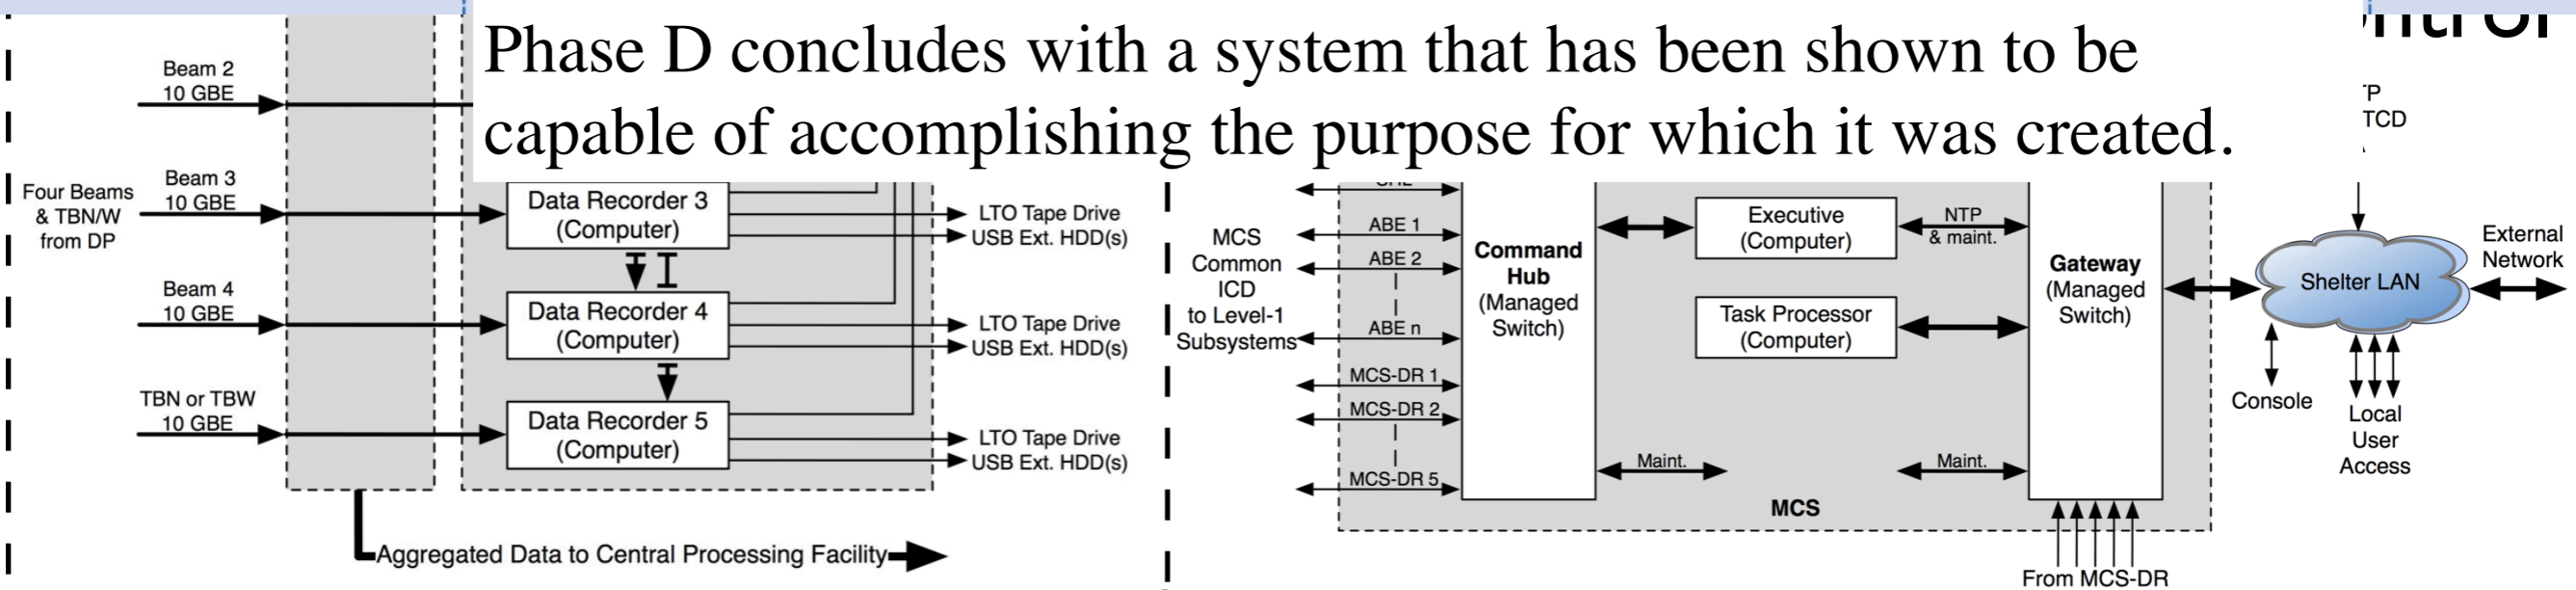 Phase D concludes with a system that has been shown to be
capable of accomplishing the purpose for which it was created.
Beam 2
10 GBE
Beam 3
10 GBE
Four Beams
& TBN/W
from DP
Beam 4
10 GBE
TBN or TBW
10 GBE
Data Recorder 3
(Computer)
Data Recorder 4
(Computer)
Data Recorder 5
(Computer)
LTO Tape Drive
USB Ext. HDD(s)
LTO Tape Drive
USB Ext. HDD(s)
LTO Tape Drive
USB Ext. HDD(s)
Aggregated Data to Central Processing Facility
MCS
Common
ICD
to Level-1
Subsystems
ABE 1
ABE 2
ABE n
MCS-DR 1
MCS-DR 2
MCS-DR 5
Command
Hub
(Managed
Switch)
Executive
(Computer)
Task Processor
(Computer)
NTP
& maint.
Maint.
Maint.
MCS
Gateway
(Managed
Switch)
From MCS-DR
TCD
Shelter LAN
External
Network
Console
Local
User
Access